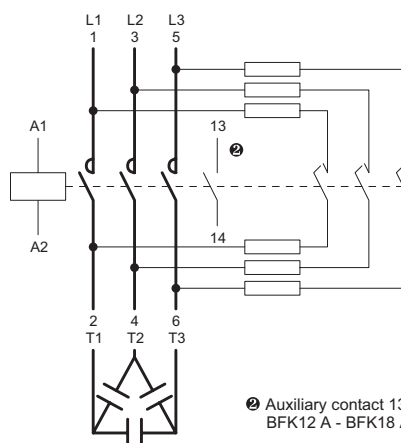 L1 L2 L3
1 3 5
A1
13
❷
A2
14
2 4 6
T1 T2 T3
❷ Auxiliary contact 13
BFK12 A - BFK18